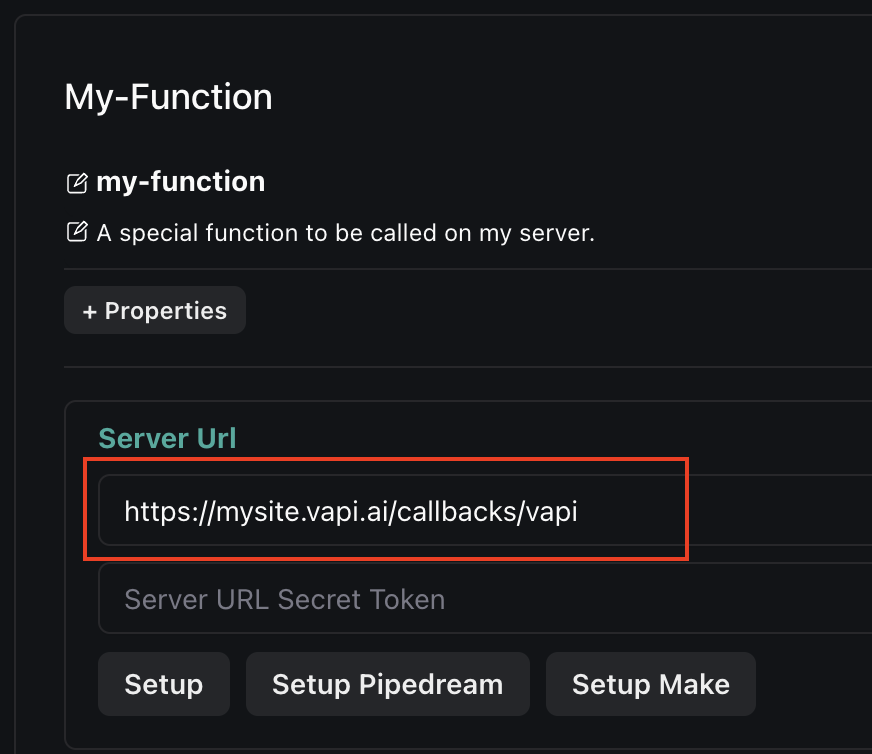 My-Function
my-function
A special function to be called on my server.
+ Properties
Server Url
https://mysite.vapi.ai/callbacks/vapi
Server URL Secret Token
Setup Setup Pipedream Setup Make